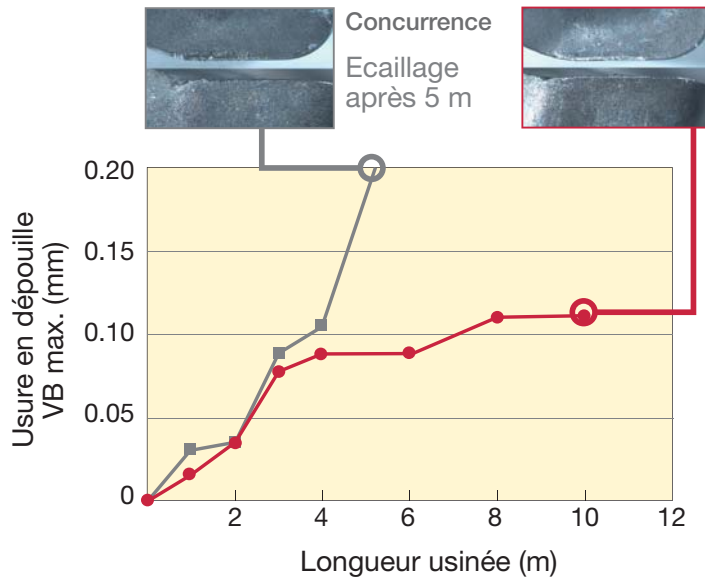 Concurrence
Ecaillage
après 5 m
Usure en dépouille
VB max. (mm)
0.20
0.15
0.10
0.05
0
2
4
6
8
10
12
Longueur usinée (m)